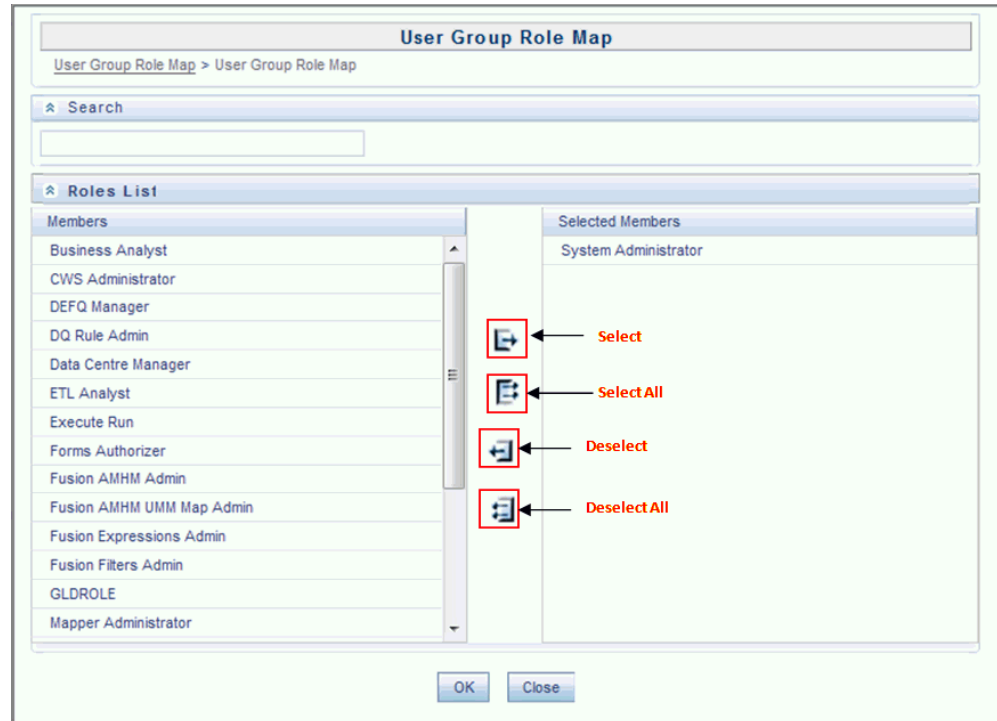 User Group Role Map
User Group Role Map > User Group Role Map
Search
Roles List
Members
Business Analyst
CWS Administrator
DEFQ Manager
DQ Rule Admin
Data Centre Manager
ETL Analyst
Execute Run
Forms Authorizer
Fusion AMHM Admin
Fusion AMHM UMM Map Admin
Fusion Expressions Admin
Fusion Filters Admin
GLDROLE
Mapper Administrator
Select
Select All
Deselect
Deselect All
Selected Members
System Administrator
OK
Close